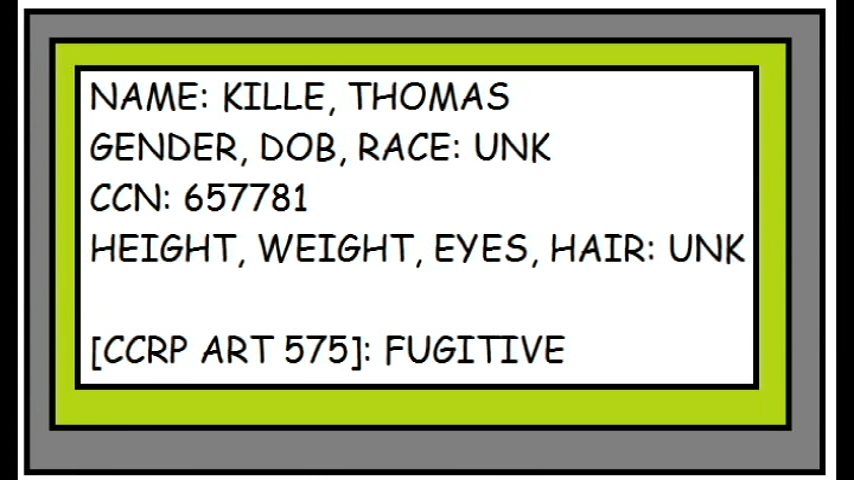 NAME: KILLE, THOMAS
GENDER, DOB, RACE: UNK
CCN: 657781
HEIGHT, WEIGHT, EYES, HAIR: UNK
[CCRP ART 575]: FUGITIVE